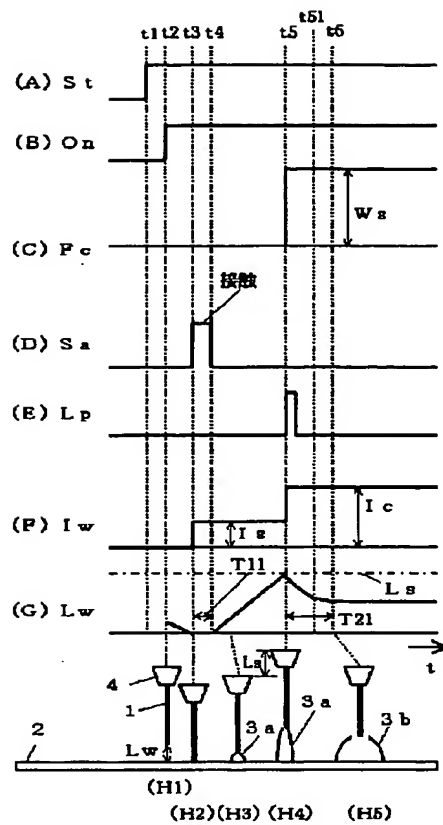 t51
t1 t2 t3 t4 t5 t6
(A) St
(B) On
Ws
(C) Fc
接触
(D) Sa
(E) Lp
Ic
(F) Iw
Is
T11
Ls
(G) Lw
T21
t
Ls
4
1
3a
3a
3b
2
Lw
(H1)
(H2) (H3) (H4) (H5)